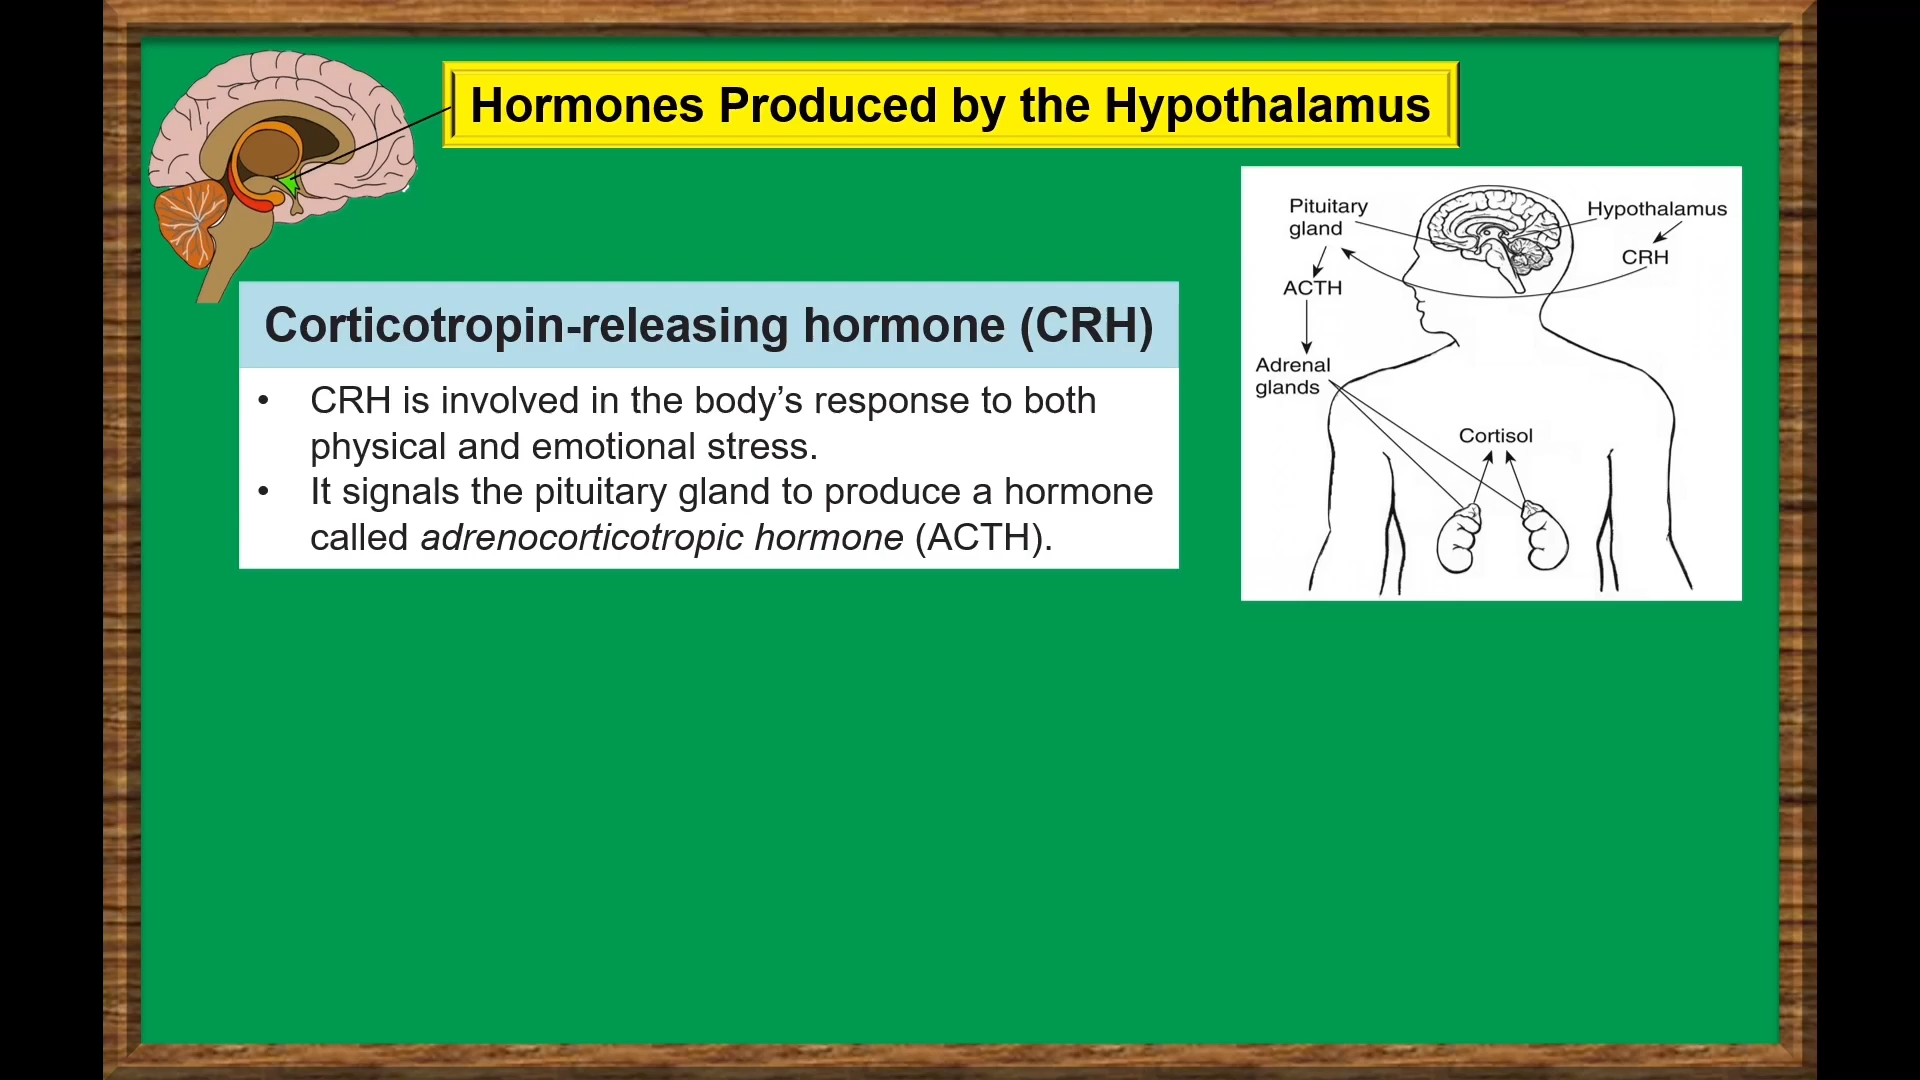 Hormones Produced by the Hypothalamus
Corticotropin-releasing hormone (CRH)
• CRH is involved in the body’s response to both
physical and emotional stress.
• It signals the pituitary gland to produce a hormone
called adrenocorticotropic hormone (ACTH).
Pituitary
gland
Hypothalamus
CRH
ACTH
Adrenal
glands
Cortisol